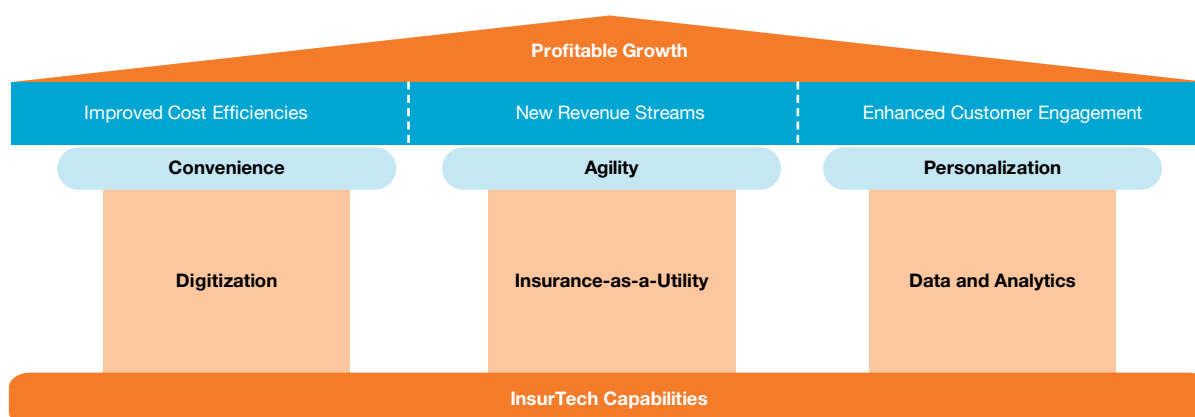 Profitable Growth
Improved Cost Efficiencies
New Revenue Streams
Enhanced Customer Engagement
Convenience
Agility
Personalization
Digitization
Insurance-as-a-Utility
Data and Analytics
InsurTech Capabilities